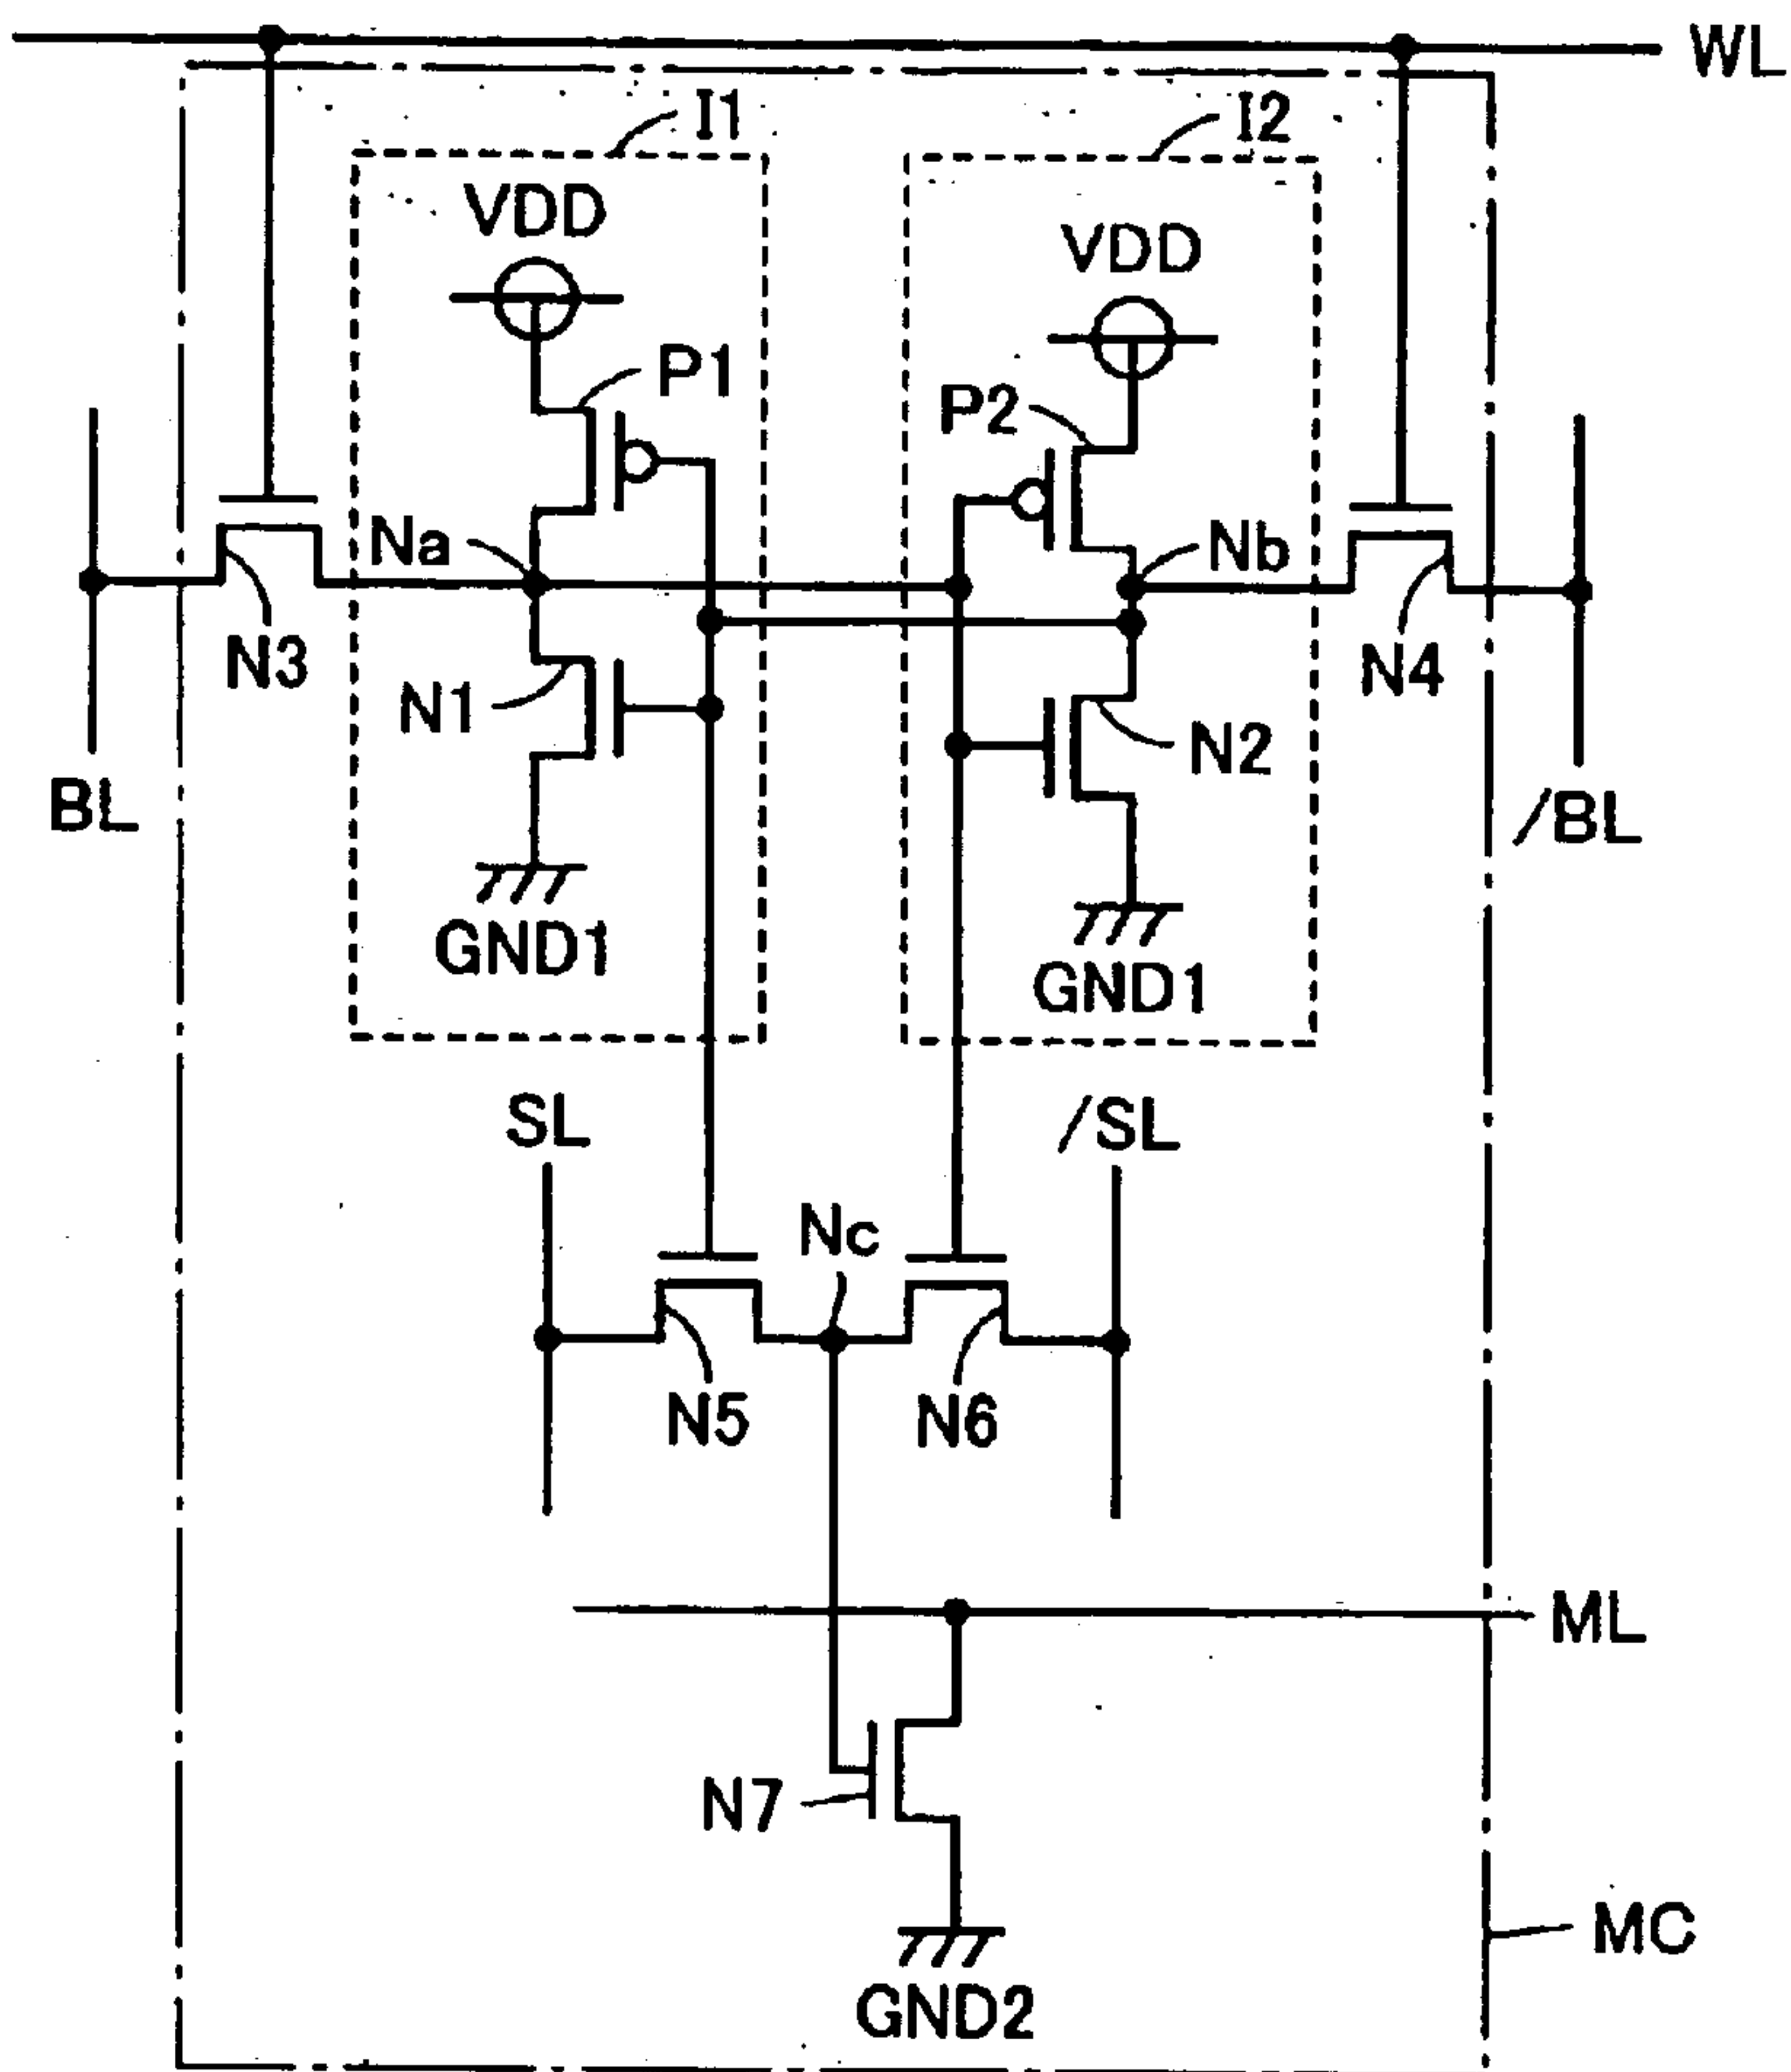 WL
I1
I2
VDD
VDD
P1
P2
Na
Nb
N3
N4
N1
N2
BL
/BL
GND1
GND1
SL
/SL
Nc
N5
N6
ML
N7
MC
GND2